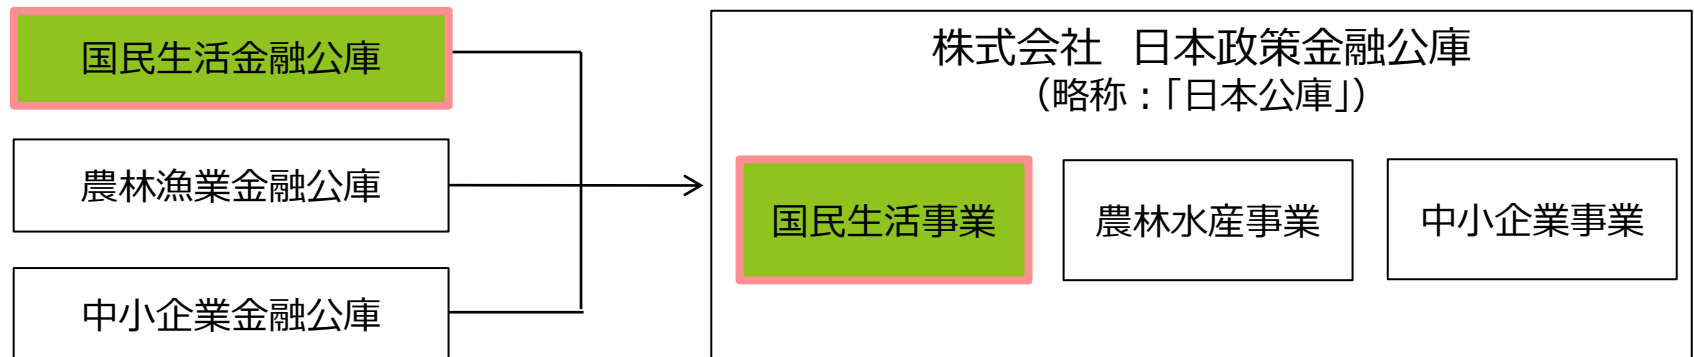 国民生活金融公庫
農林漁業金融公庫
中小企業金融公庫
株式会社　日本政策金融公庫
（略称：「日本公庫」）
国民生活事業
農林水産事業
中小企業事業